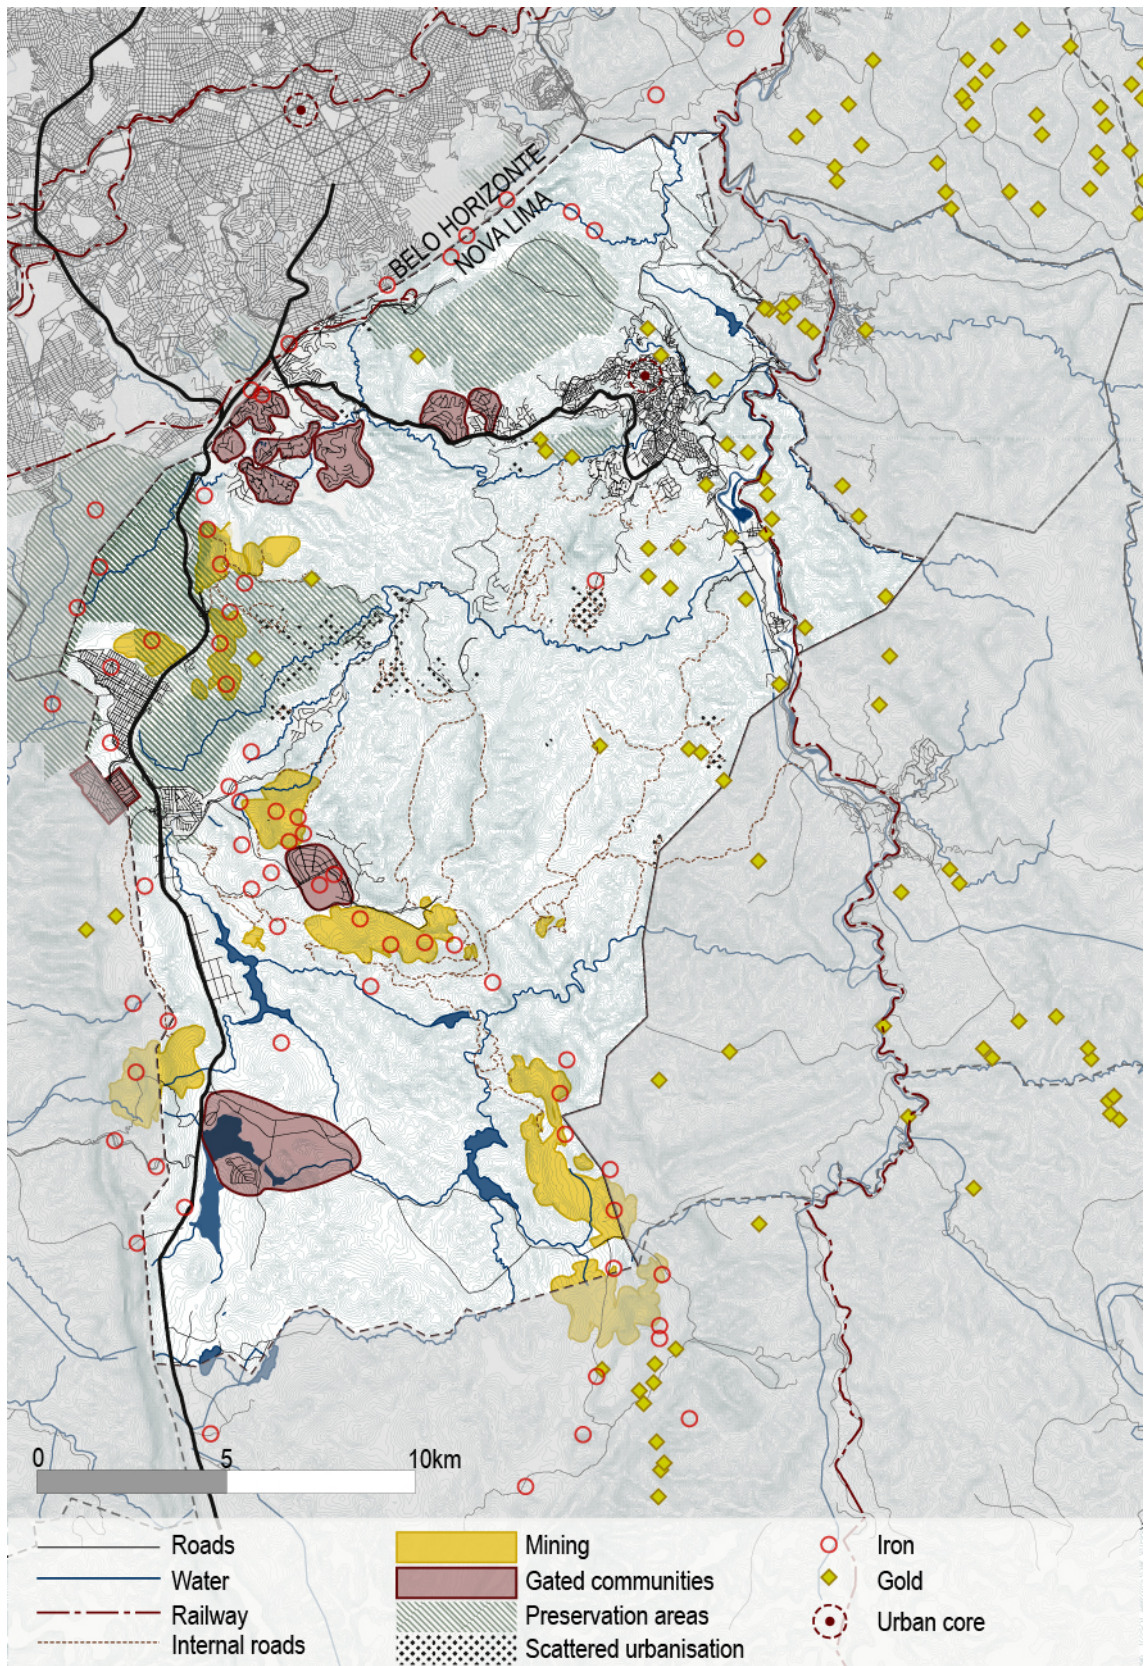 BELO HORIZONTE
NOVA LIMA
0 5 10km
Roads
Water
Railway
Internal roads
Mining
Gated communities
Preservation areas
Scattered urbanisation
Iron
Gold
Urban core